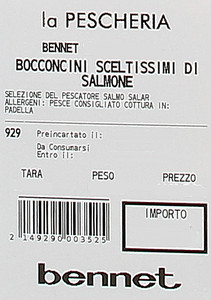 la PESCHERIA
BENNET
BOCCONCINI SCELTISSIMI DI
SALMONE
SELEZIONE DEL PESCATORE SALMO SALAR
ALLERGENI: PESCE CONSIGLIATO COTTURA IN:
PADELLA
929 Preincartato il:
Da Consumarsi
Entro il:
TARA PESO PREZZO
IMPORTO
2 149290 003525
bennet